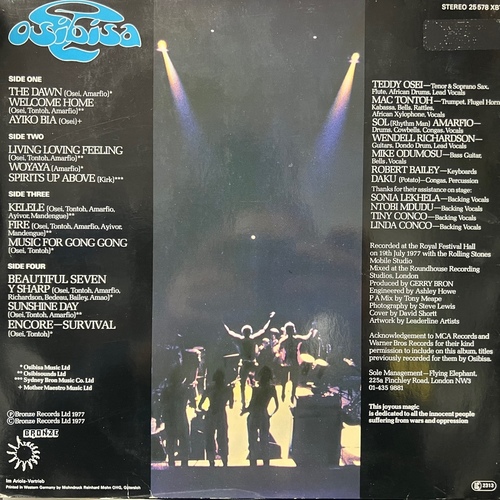 Osibisa
STEREO 25 578 XBT
SIDE ONE
THE DAWN (Osei, Amarfio)*
WELCOME HOME
(Osei, Tontoh, Amarfio)**
AYIKO BIA (Osei)+
SIDE TWO
LIVING LOVING FEELING
(Osei, Tontoh, Amarfio)**
WOYAYA (Amarfio)*
SPIRITS UP ABOVE (Kirk)***
SIDE THREE
KELELE (Osei, Tontoh, Amarfio,
Ayivor, Mandengue)**
FIRE (Osei, Tontoh, Amarfio, Ayivor,
Mandengue)**
MUSIC FOR GONG GONG
(Osei, Tontoh)*
SIDE FOUR
BEAUTIFUL SEVEN
Y SHARP (Osei, Tontoh, Amarfio,
Richardson, Bedeau, Bailey, Amao)*
SUNSHINE DAY
(Osei, Tontoh, Amarfio)**
ENCORE—SURVIVAL
(Osei, Tontoh)*
* Osibisa Music Ltd
** Osibisounds Ltd
*** Sydney Bron Music Co. Ltd
+ Mother Maestro Music Ltd
Ⓟ Bronze Records Ltd 1977
© Bronze Records Ltd 1977
BRONZE
Im Ariola-Vertrieb
Printed in Western Germany by Mohndruck Reinhard Mohn OHG, Gütersloh
TEDDY OSEI—Tenor & Soprano Sax,
Flute, African Drums, Lead Vocals
MAC TONTOH—Trumpet, Flugel Horn
Kabassa, Bells, Rattles,
African Xylophone, Vocals
SOL (Rhythm Man) AMARFIO—
Drums, Cowbells, Congas, Vocals
WENDELL RICHARDSON—
Guitars, Dondo Drum, Lead Vocals
MIKE ODUMOSU—Bass Guitar,
Bells, Vocals
ROBERT BAILEY—Keyboards
DAKU (Potato)—Congas, Percussion
Thanks for their assistance on stage:
SONIA LEKHELA—Backing Vocals
NTOBI MDUDU—Backing Vocals
TINY CONCO—Backing Vocals
LINDA CONCO—Backing Vocals
Recorded at the Royal Festival Hall
on 19th July 1977 with the Rolling Stones
Mobile Studio
Mixed at the Roundhouse Recording
Studios, London
Produced by GERRY BRON
Engineered by Ashley Howe
P A Mix by Tony Meape
Photography by Steve Lewis
Cover by David Shortt
Artwork by Leaderline Artists
Acknowledgement to MCA Records and
Warner Bros Records for their kind
permission to include on this album, titles
previously recorded for them by Osibisa.
Sole Management—Flying Elephant,
225a Finchley Road, London NW3
01-435 9881
This joyous magic
is dedicated to all the innocent people
suffering from wars and oppression
2313